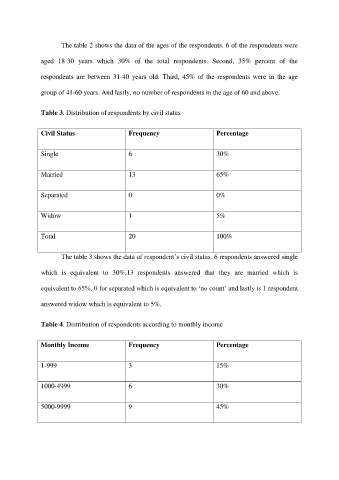 The table 2 shows the data of the ages of the respondents. 6 of the respondents were
aged 18-30 years which 30% of the total respondents. Second, 35% percent of the
respondents are between 31-40 years old. Third, 45% of the respondents were in the age
group of 41-60 years. And lastly, no number of respondents in the age of 60 and above.
Table 3. Distribution of respondents by civil status
Civil Status Frequency Percentage
Single 6 30%
Married 13 65%
Separated 0 0%
Widow 1 5%
Total 20 100%
The table 3 shows the data of respondent's civil status. 6 respondents answered single
which is equivalent to 30%,13 respondents answered that they are married which is
equivalent to 65%, 0 for separated which is equivalent to 'no count' and lastly is 1 respondent
answered widow which is equivalent to 5%.
Table 4. Distribution of respondents according to monthly income
Monthly Income Frequency Percentage
1-999 3 15%
1000-4999 6 30%
5000-9999 9 45%